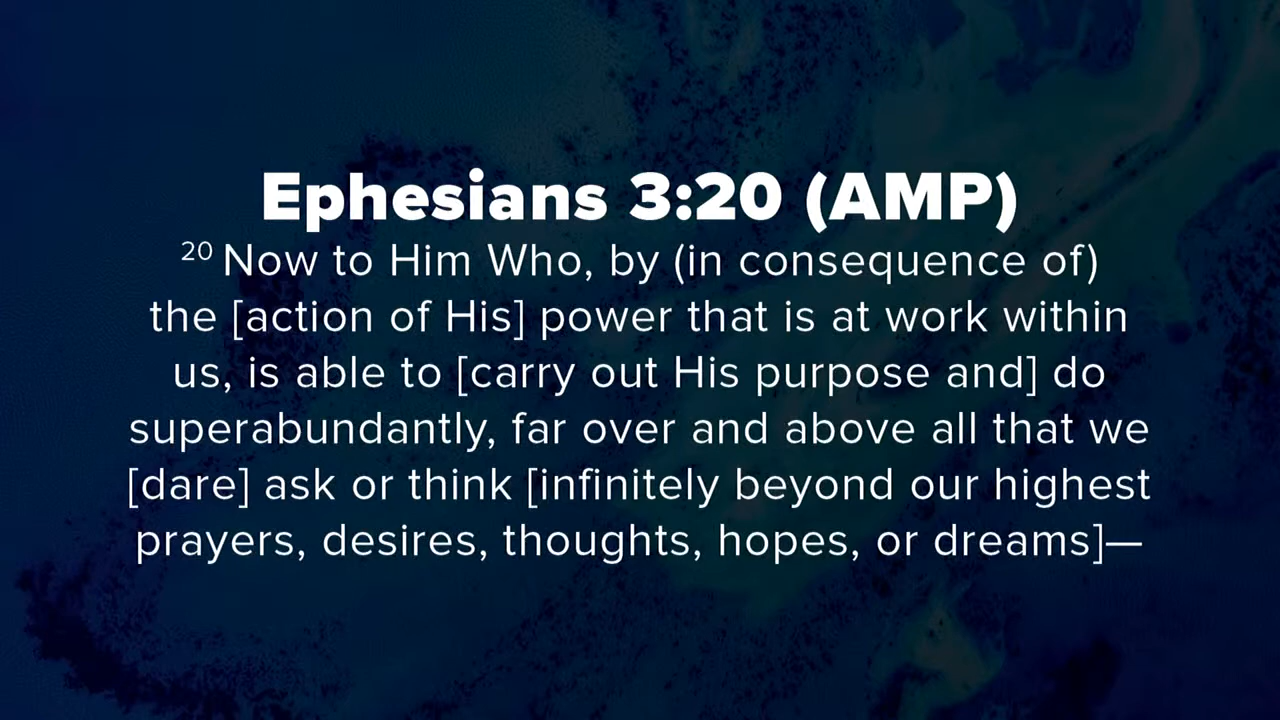 Ephesians 3:20 (AMP)
20 Now to Him Who, by (in consequence of)
the [action of His] power that is at work within
us, is able to [carry out His purpose and] do
superabundantly, far over and above all that we
[dare] ask or think [infinitely beyond our highest
prayers, desires, thoughts, hopes, or dreams]—